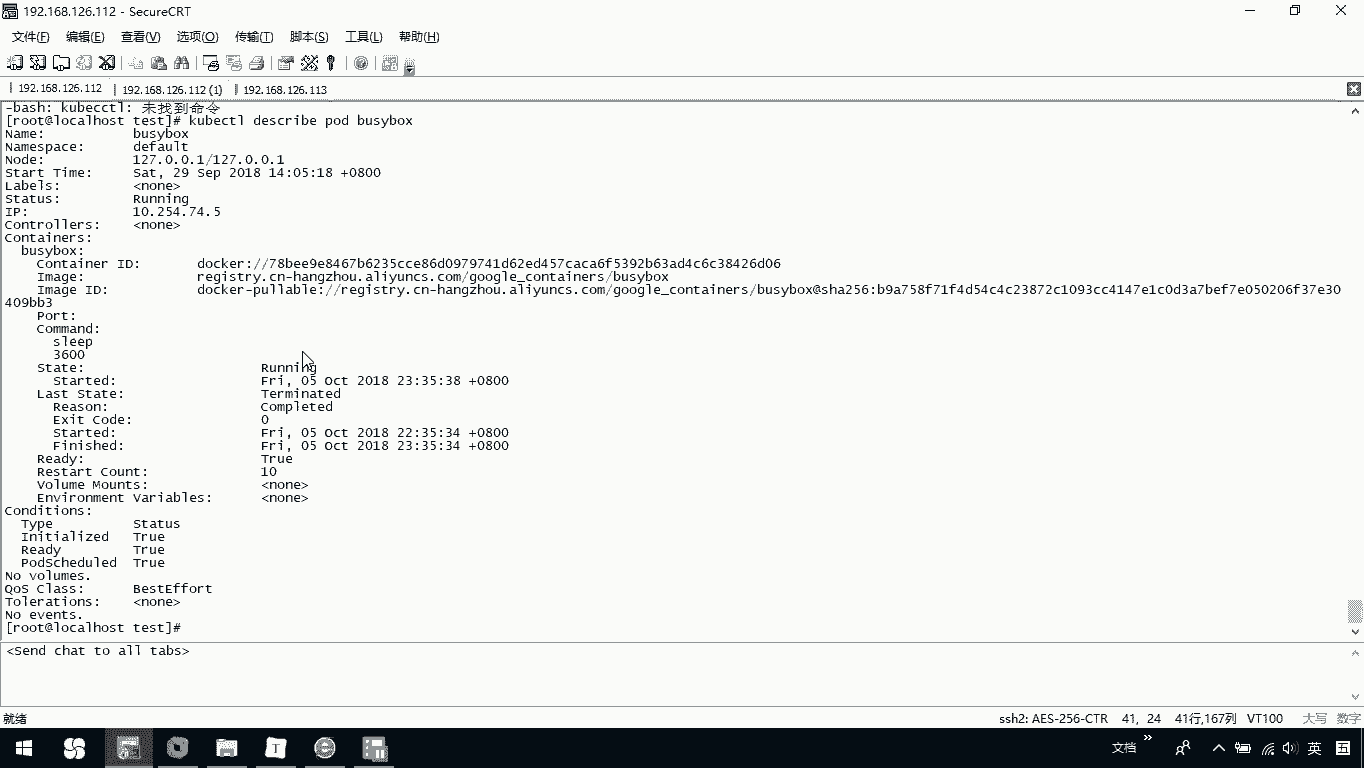 192.168.126.112 - SecureCRT
文件(F) 编辑(E) 查看(V) 选项(O) 传输(T) 脚本(S) 工具(L) 帮助(H)
192.168.126.112 192.168.126.112 (1) 192.168.126.113
-bash: kubecctl: 未找到命令
[root@localhost test]# kubectl describe pod busybox
Name: busybox
Namespace: default
Node: 127.0.0.1/127.0.0.1
Start Time: Sat, 29 Sep 2018 14:05:18 +0800
Labels: <none>
Status: Running
IP: 10.254.74.5
Controllers: <none>
Containers:
busybox:
Container ID: docker://78bee9e8467b6235cce86d0979741d62ed457caca6f5392b63ad4c6c38426d06
Image: registry.cn-hangzhou.aliyuncs.com/google_containers/busybox
Image ID: docker-pullable://registry.cn-hangzhou.aliyuncs.com/google_containers/busybox@sha256:b9a758f71f4d54c4c23872c1093cc4147e1c0d3a7bef7e050206f37e30
409bb3
Port:
Command:
sleep
3600
State: Running
Started: Fri, 05 Oct 2018 23:35:38 +0800
Last State: Terminated
Reason: Completed
Exit Code: 0
Started: Fri, 05 Oct 2018 22:35:34 +0800
Finished: Fri, 05 Oct 2018 23:35:34 +0800
Ready: True
Restart Count: 10
Volume Mounts: <none>
Environment Variables: <none>
Conditions:
Type Status
Initialized True
Ready True
PodScheduled True
No volumes.
QoS Class: BestEffort
Tolerations: <none>
No events.
[root@localhost test]#
<Send chat to all tabs>
就绪 ssh2: AES-256-CTR 41, 24 41行,167列 VT100 大写 数字
文档 » 英 五